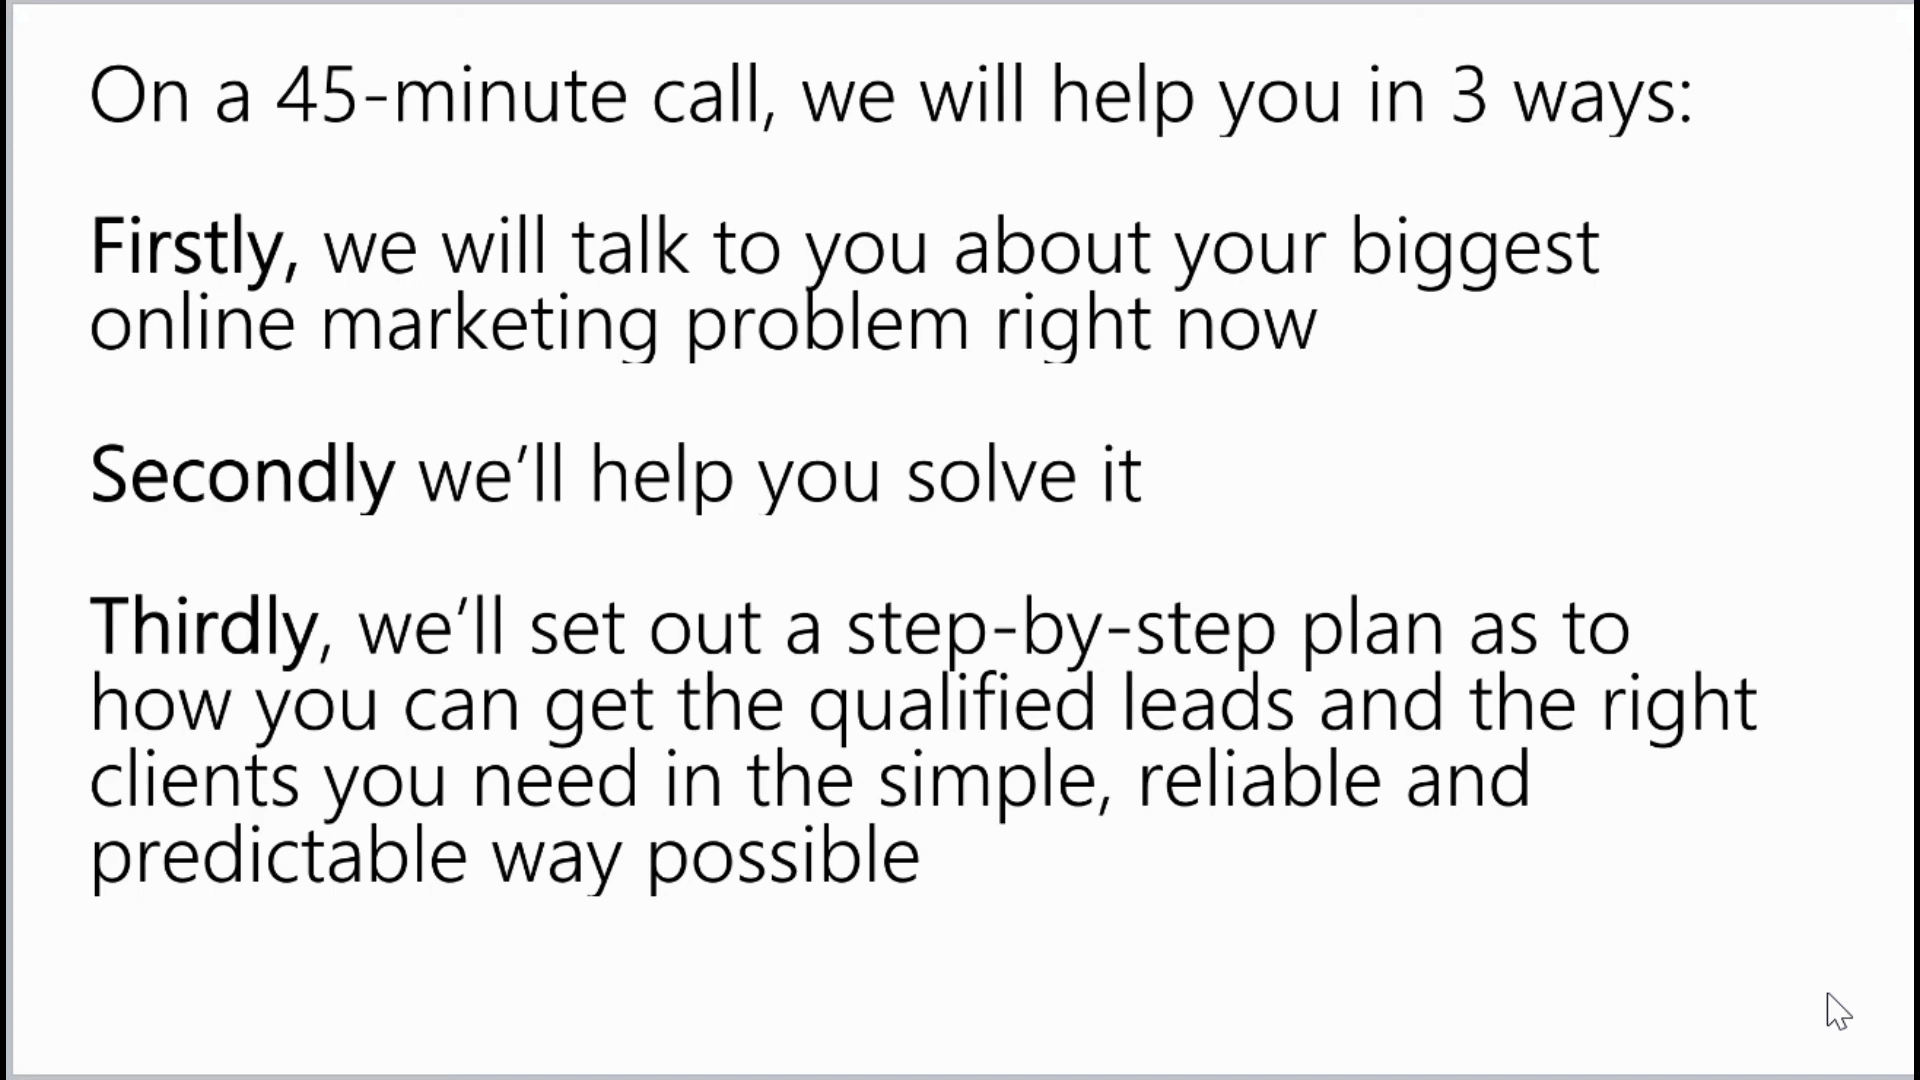 On a 45-minute call, we will help you in 3 ways:
Firstly, we will talk to you about your biggest
online marketing problem right now
Secondly we’ll help you solve it
Thirdly, we‘ll set out a step-by-step plan as to
how you can get the qualified leads and the right
clients you need in the simple, reliable and
predictable way possible